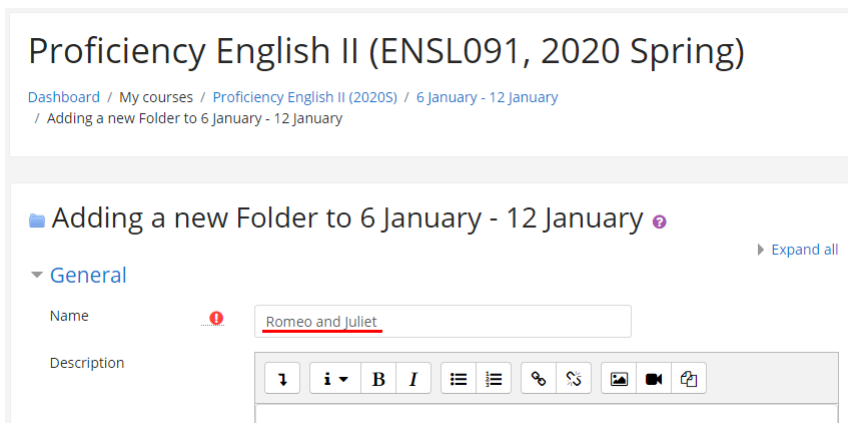 Proficiency English II (ENSL091, 2020 Spring)
Dashboard / My courses / Proficiency English II (2020S) / 6 January - 12 January
/ Adding a new Folder to 6 January - 12 January
Adding a new Folder to 6 January - 12 January ?
Expand all
General
Name ! Romeo and Juliet
Description
i B I